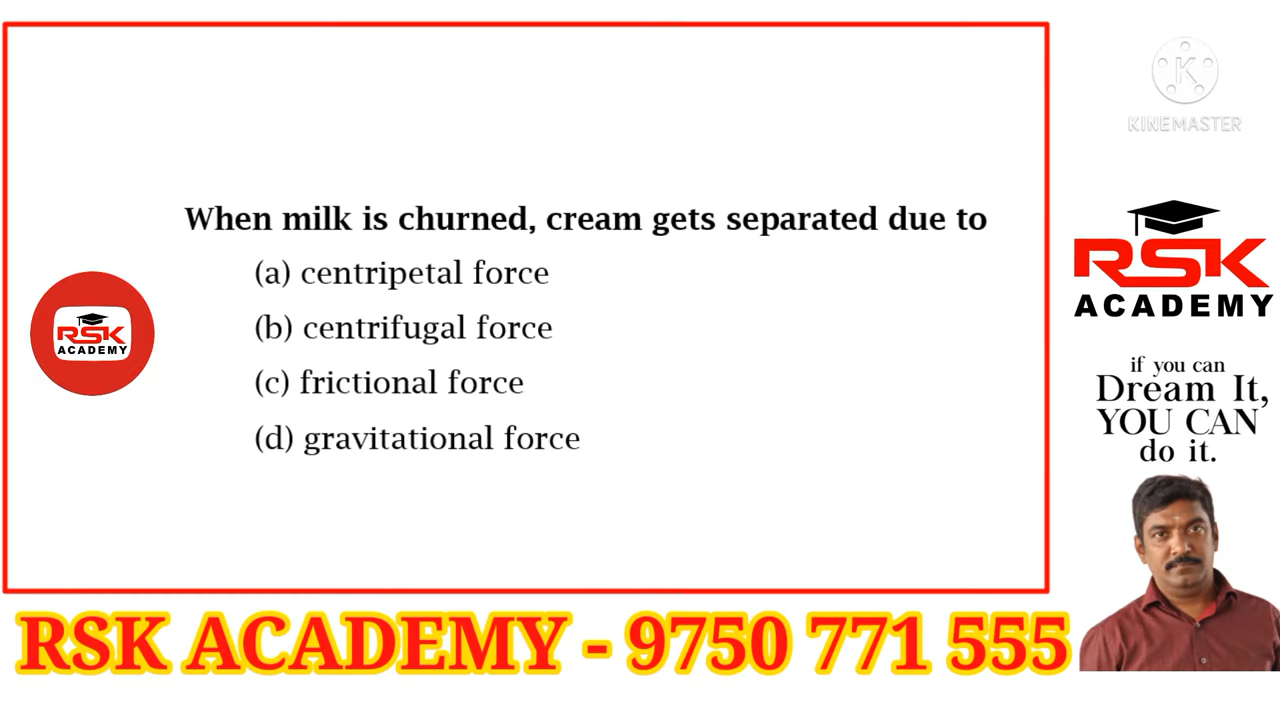 KINEMASTER
When milk is churned, cream gets separated due to
(a) centripetal force
(b) centrifugal force
(c) frictional force
(d) gravitational force
RSK
ACADEMY
RSK
ACADEMY
if you can
Dream It,
YOU CAN
do it.
RSK ACADEMY - 9750 771 555